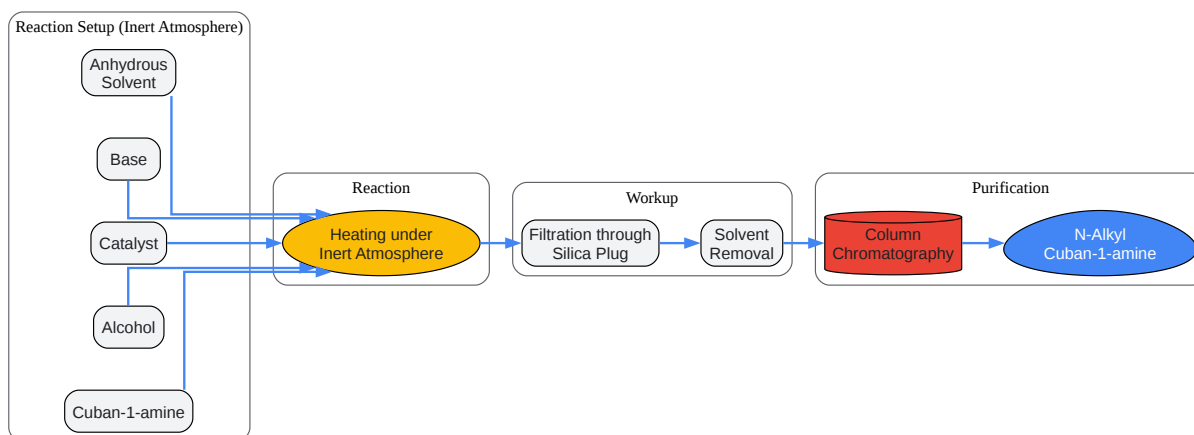 Reaction Setup (Inert Atmosphere)
Anhydrous
Solvent
Base
Catalyst
Alcohol
Cuban-1-amine
Reaction
Heating under
Inert Atmosphere
Workup
Filtration through
Silica Plug
Solvent
Removal
Purification
Column
Chromatography
N-Alkyl
Cuban-1-amine